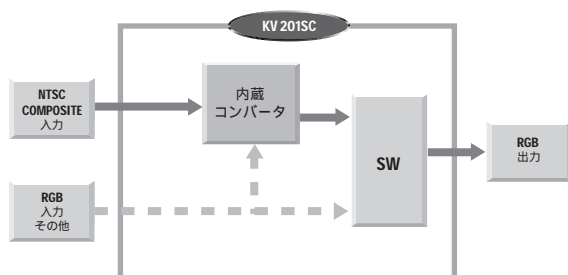 KV 201SC
NTSC
COMPOSITE
入力
内蔵
コンバータ
SW
RGB
出力
RGB
入力
その他